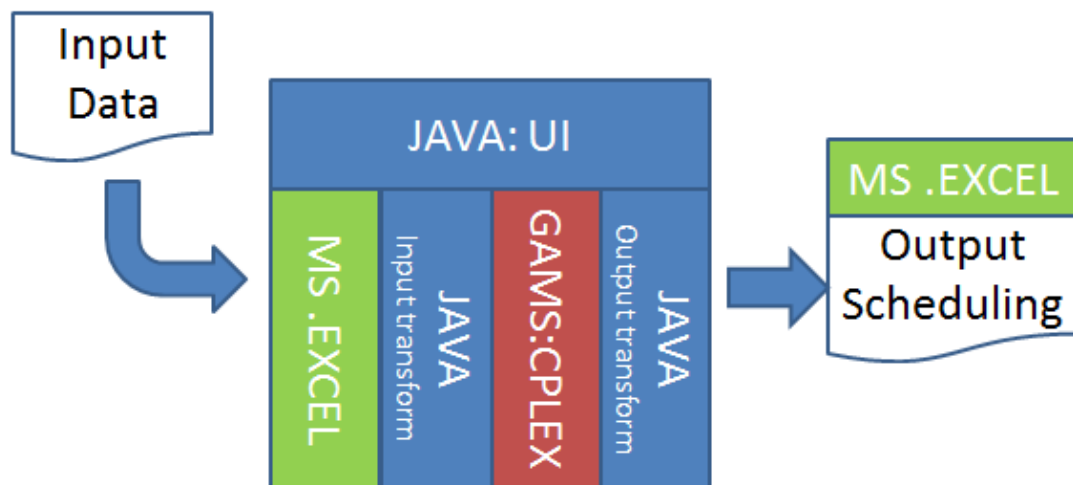 Input
Data
JAVA: UI
MS .EXCEL
JAVA
Input transform
GAMS:CPLEX
JAVA
Output transform
MS .EXCEL
Output
Scheduling